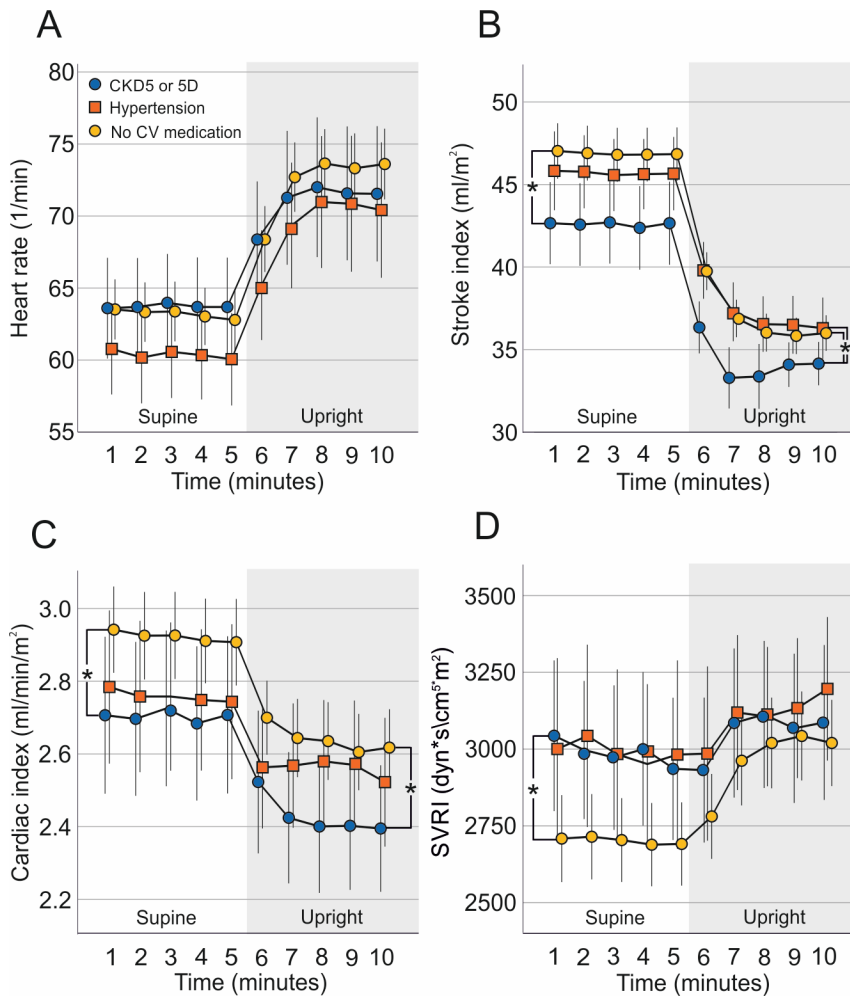 A
80
75
70
65
60
55
Heart rate (1/min)
CKD5 or 5D
Hypertension
No CV medication
Supine
Upright
1 2 3 4 5 6 7 8 9 10
Time (minutes)
B
50
45
40
35
30
Stroke index (ml/m²)
*
*
Supine
Upright
1 2 3 4 5 6 7 8 9 10
Time (minutes)
C
3.0
2.8
2.6
2.4
2.2
Cardiac index (ml/min/m²)
*
*
Supine
Upright
1 2 3 4 5 6 7 8 9 10
Time (minutes)
D
3500
3250
3000
2750
2500
SVRI (dyn*s\cm⁵*m²)
*
Supine
Upright
1 2 3 4 5 6 7 8 9 10
Time (minutes)